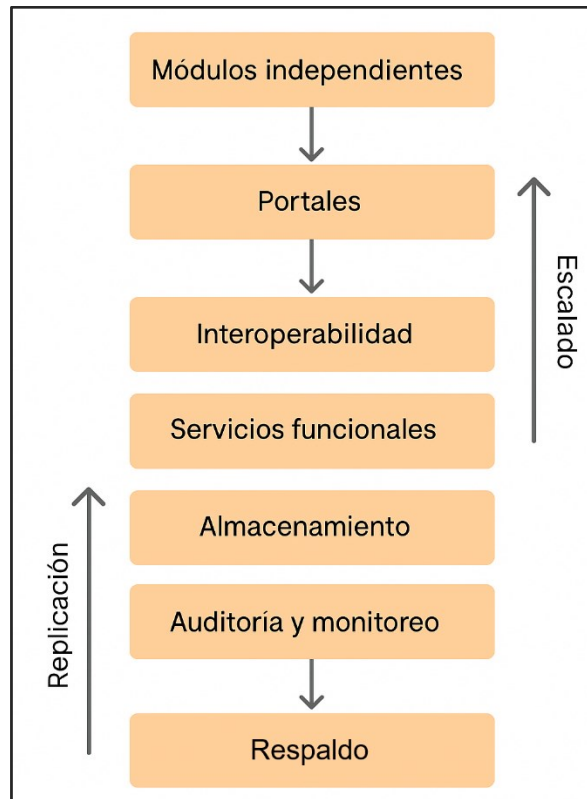 Módulos independientes
Portales
Interoperabilidad
Servicios funcionales
Almacenamiento
Auditoría y monitoreo
Respaldo
Escalado
Replicación